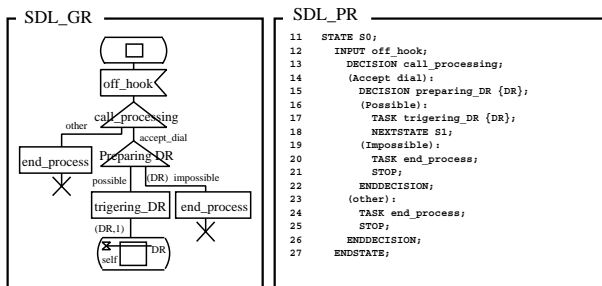 SDL_GR
off_hook
call_processing
other
accept_dial
end_process
Preparing DR
possible
(DR) impossible
trigering_DR
end_process
(DR,1)
DR
self
SDL_PR
11 STATE S0;
12 INPUT off_hook;
13 DECISION call_processing;
14 (Accept dial):
15 DECISION preparing_DR {DR};
16 (Possible):
17 TASK trigering_DR {DR};
18 NEXTSTATE S1;
19 (Impossible):
20 TASK end_process;
21 STOP;
22 ENDDECISION;
23 (other):
24 TASK end_process;
25 STOP;
26 ENDDECISION;
27 ENDSTATE;